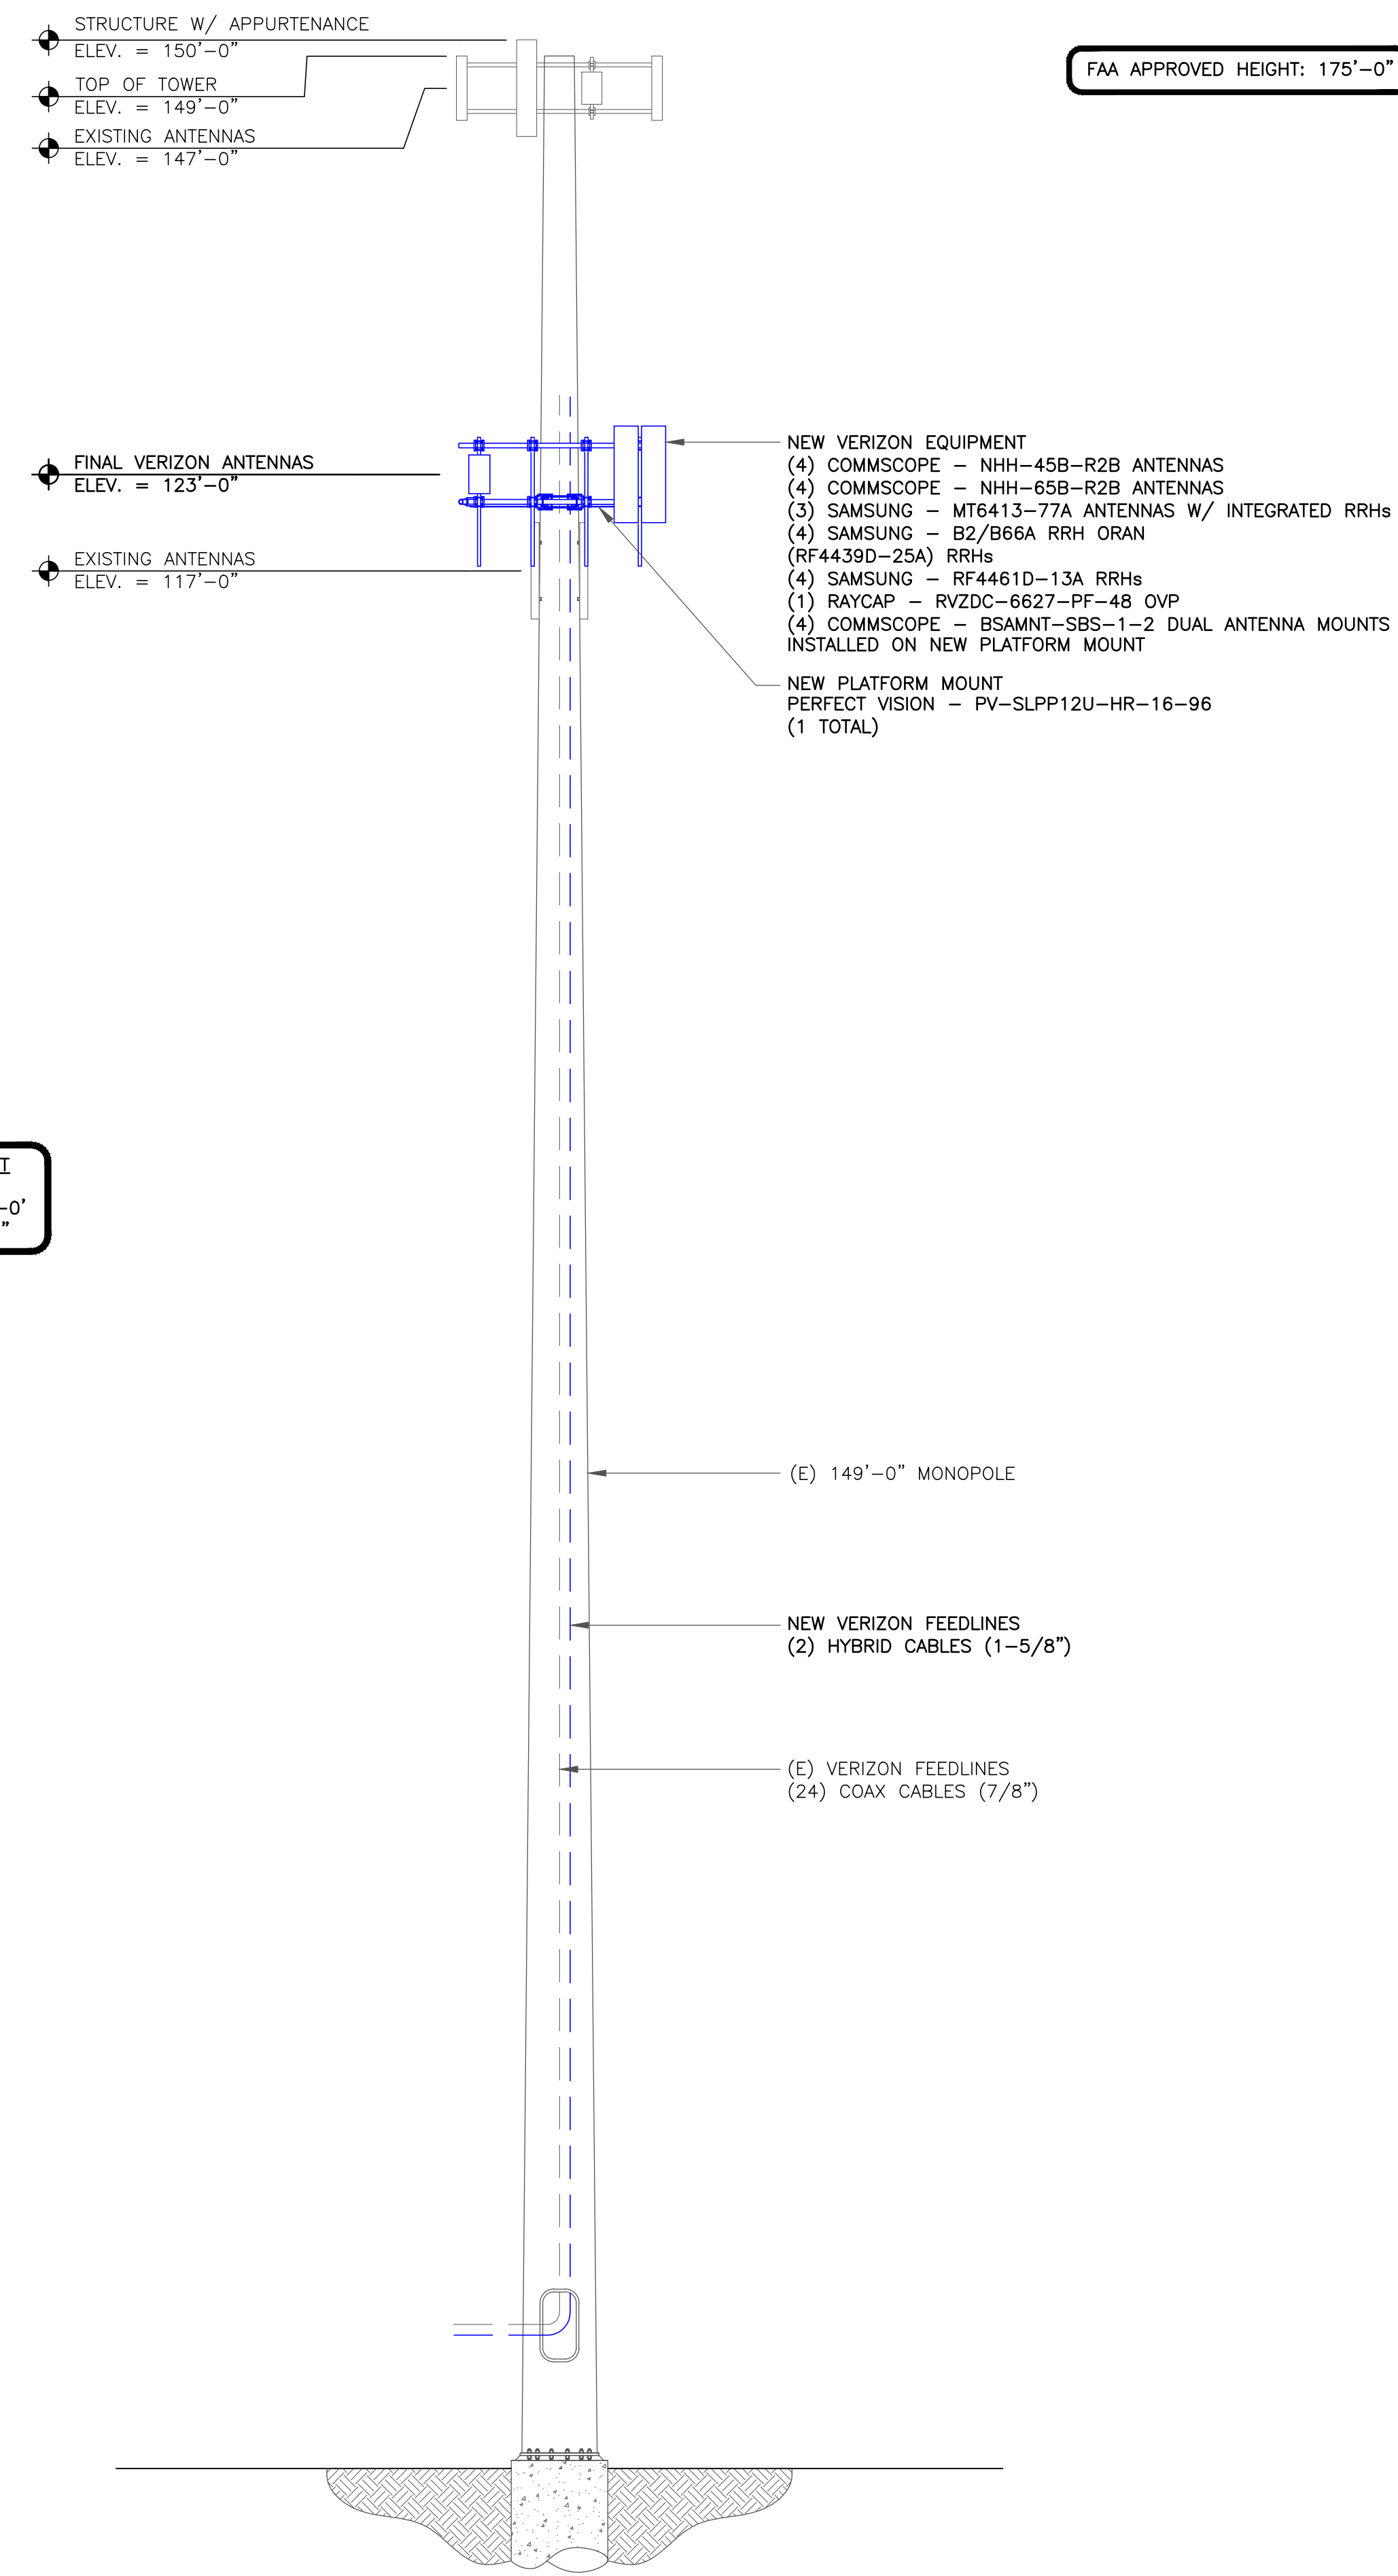 STRUCTURE W/ APPURTENANCE
ELEV. = 150'-0"
TOP OF TOWER
ELEV. = 149'-0"
EXISTING ANTENNAS
ELEV. = 147'-0"
FAA APPROVED HEIGHT: 175'-0"
FINAL VERIZON ANTENNAS
ELEV. = 123'-0"
EXISTING ANTENNAS
ELEV. = 117'-0"
NEW VERIZON EQUIPMENT
(4) COMMSCOPE - NHH-45B-R2B ANTENNAS
(4) COMMSCOPE - NHH-65B-R2B ANTENNAS
(3) SAMSUNG - MT6413-77A ANTENNAS W/ INTEGRATED RRHs
(4) SAMSUNG - B2/B66A RRH ORAN
(RF4439D-25A) RRHs
(4) SAMSUNG - RF4461D-13A RRHs
(1) RAYCAP - RVZDC-6627-PF-48 OVP
(4) COMMSCOPE - BSAMNT-SBS-1-2 DUAL ANTENNA MOUNTS
INSTALLED ON NEW PLATFORM MOUNT
NEW PLATFORM MOUNT
PERFECT VISION - PV-SLPP12U-HR-16-96
(1 TOTAL)
T
-0'
"
(E) 149'-0" MONOPOLE
NEW VERIZON FEEDLINES
(2) HYBRID CABLES (1-5/8")
(E) VERIZON FEEDLINES
(24) COAX CABLES (7/8")